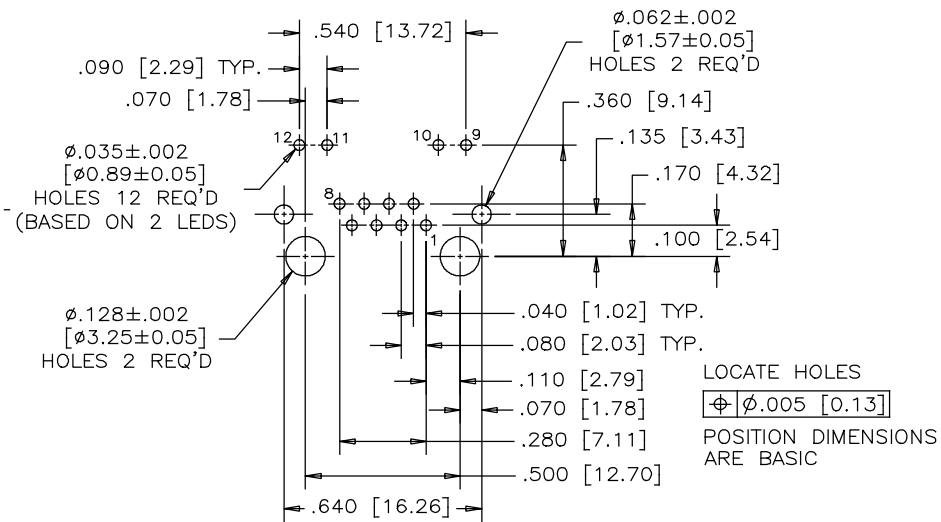 .540 [13.72]
Ø.062±.002
[Ø1.57±0.05]
HOLES 2 REQ'D
.090 [2.29] TYP.
.070 [1.78]
.360 [9.14]
.135 [3.43]
.170 [4.32]
.100 [2.54]
12
11
10
9
Ø.035±.002
[Ø0.89±0.05]
HOLES 12 REQ'D
(BASED ON 2 LEDS)
8
1
Ø.128±.002
[Ø3.25±0.05]
HOLES 2 REQ'D
.040 [1.02] TYP.
.080 [2.03] TYP.
.110 [2.79]
.070 [1.78]
.280 [7.11]
.500 [12.70]
.640 [16.26]
LOCATE HOLES
⌖ Ø.005 [0.13]
POSITION DIMENSIONS
ARE BASIC